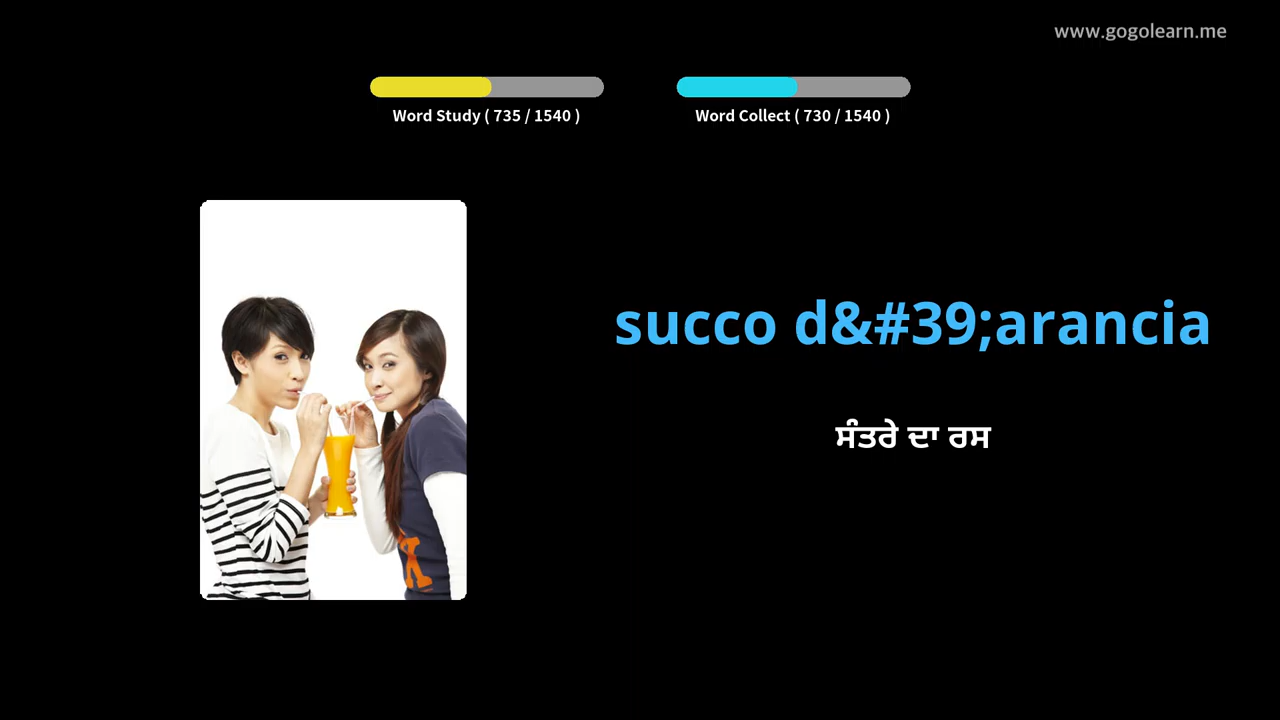 www.gogolearn.me
Word Study ( 735 / 1540 )
Word Collect ( 730 / 1540 )
succo d&#39;arancia
ਸੰਤਰੇ ਦਾ ਰਸ